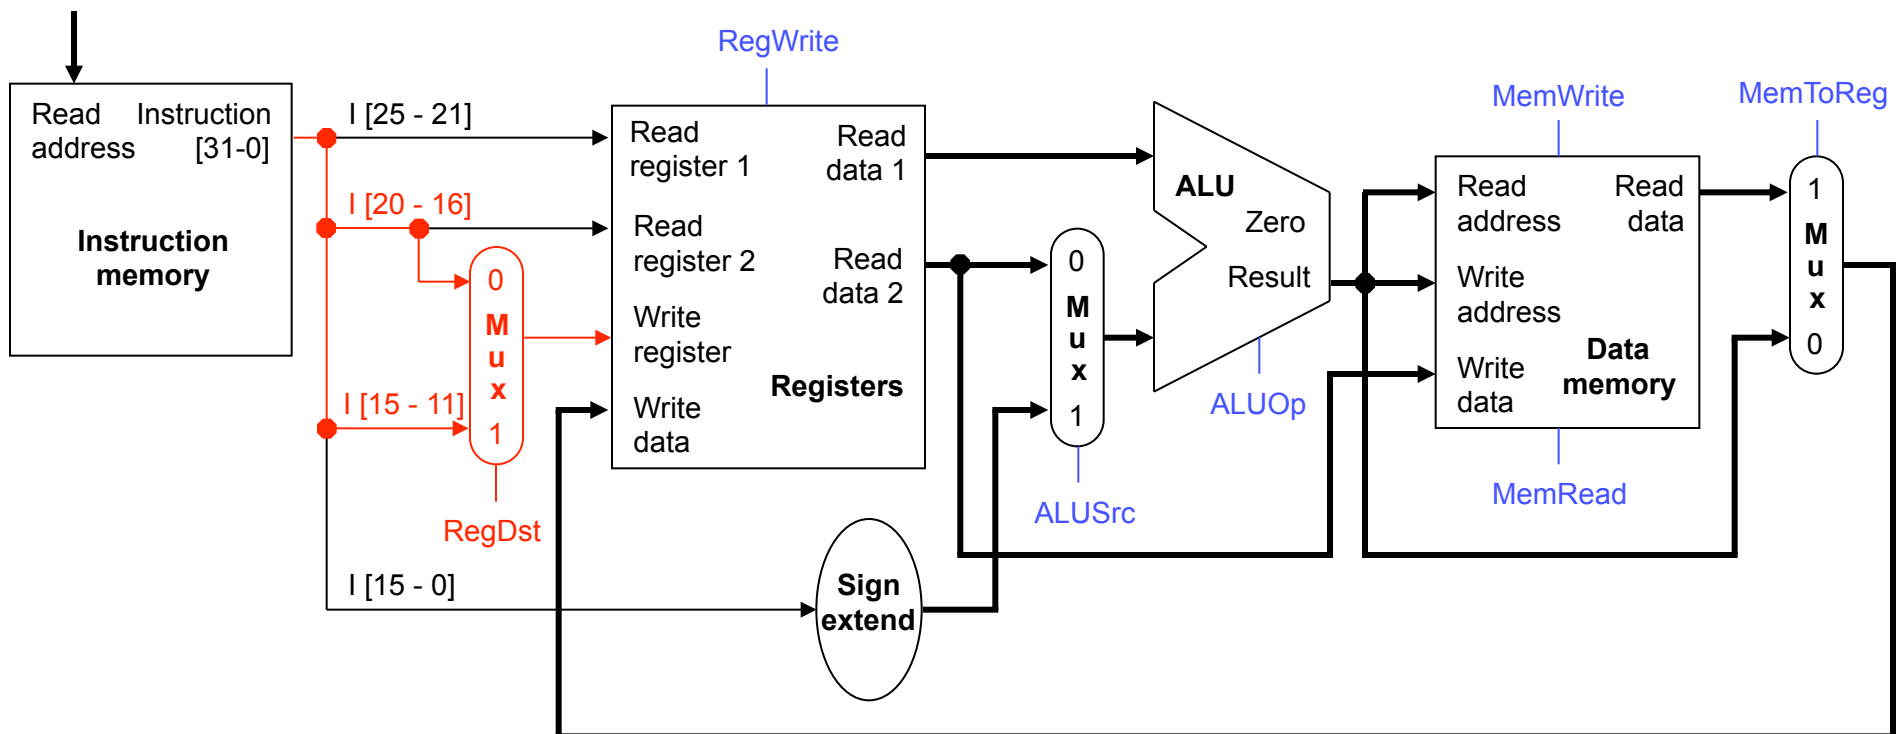 Read address
Instruction [31-0]
Instruction memory
I [25 - 21]
I [20 - 16]
I [15 - 11]
I [15 - 0]
0
M
u
x
1
RegDst
RegWrite
Read register 1
Read register 2
Write register
Write data
Read data 1
Read data 2
Registers
Sign extend
0
M
u
x
1
ALUSrc
ALU
Zero
Result
ALUOp
MemWrite
Read address
Write address
Write data
Read data
Data memory
MemRead
MemToReg
1
M
u
x
0